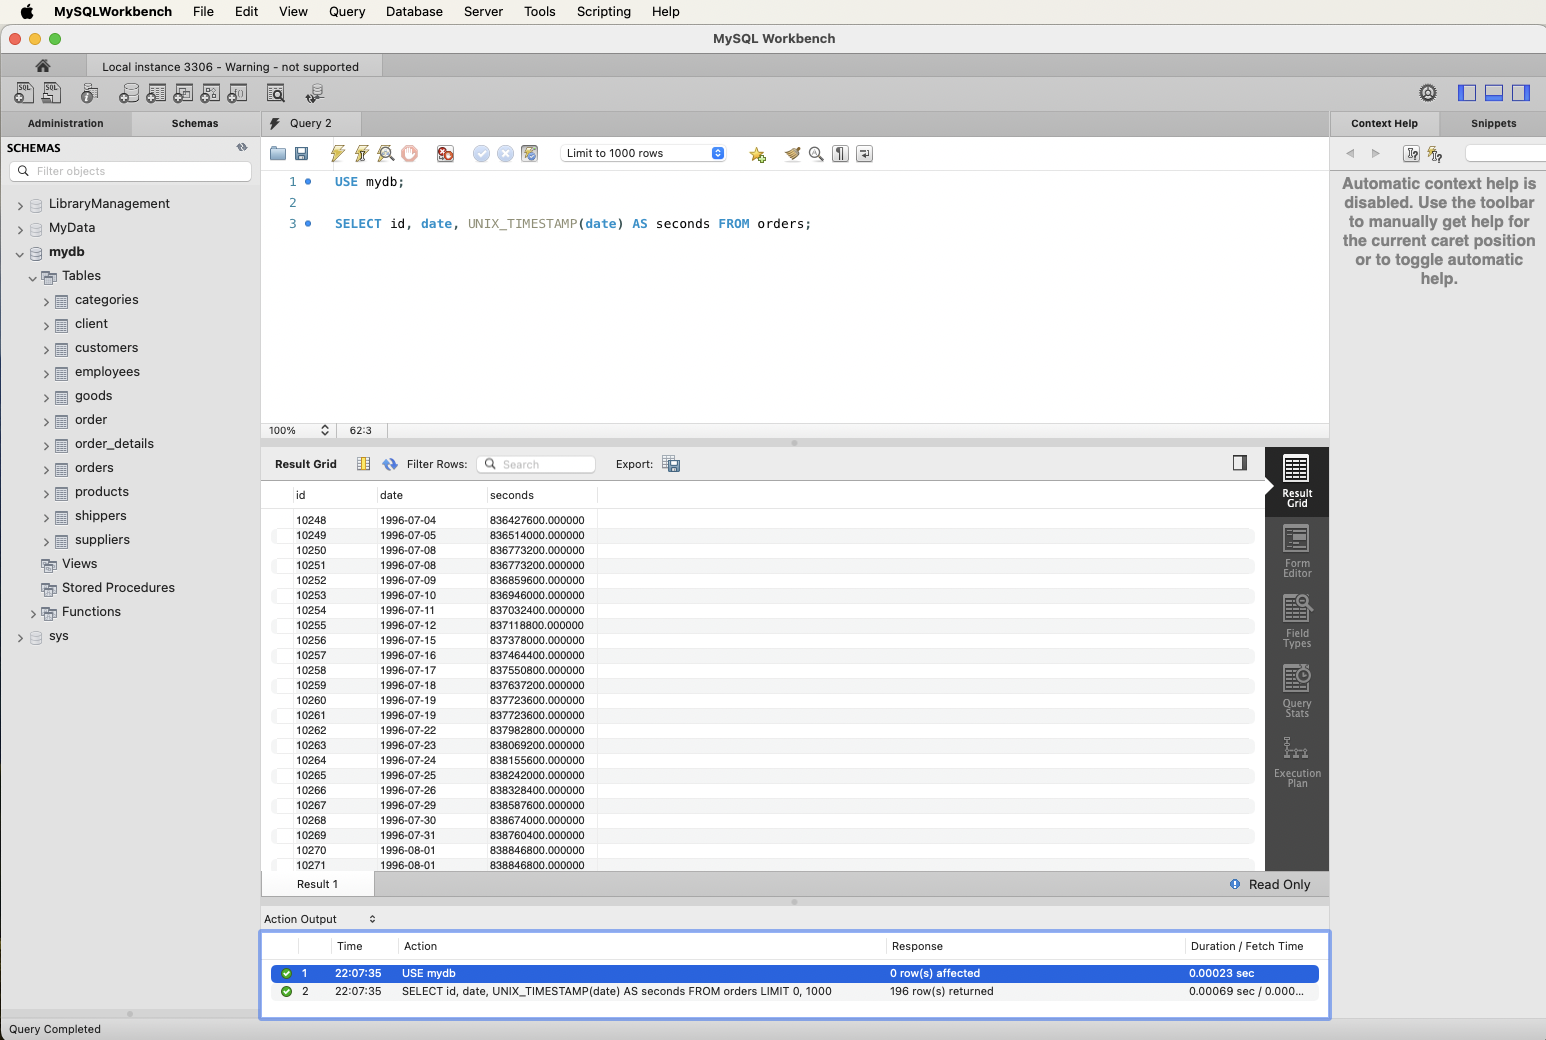 MySQLWorkbench File Edit View Query Database Server Tools Scripting Help
MySQL Workbench
Local instance 3306 - Warning - not supported
Administration Schemas Query 2 Context Help Snippets
SCHEMAS
Filter objects
LibraryManagement
MyData
mydb
Tables
categories
client
customers
employees
goods
order
order_details
orders
products
shippers
suppliers
Views
Stored Procedures
Functions
sys
Limit to 1000 rows
1 USE mydb;
2
3 SELECT id, date, UNIX_TIMESTAMP(date) AS seconds FROM orders;
Automatic context help is
disabled. Use the toolbar
to manually get help for
the current caret position
or to toggle automatic
help.
100% 62:3
Result Grid Filter Rows: Search Export:
id date seconds
10248 1996-07-04 836427600.000000
10249 1996-07-05 836514000.000000
10250 1996-07-08 836773200.000000
10251 1996-07-08 836773200.000000
10252 1996-07-09 836859600.000000
10253 1996-07-10 836946000.000000
10254 1996-07-11 837032400.000000
10255 1996-07-12 837118800.000000
10256 1996-07-15 837378000.000000
10257 1996-07-16 837464400.000000
10258 1996-07-17 837550800.000000
10259 1996-07-18 837637200.000000
10260 1996-07-19 837723600.000000
10261 1996-07-19 837723600.000000
10262 1996-07-22 837982800.000000
10263 1996-07-23 838069200.000000
10264 1996-07-24 838155600.000000
10265 1996-07-25 838242000.000000
10266 1996-07-26 838328400.000000
10267 1996-07-29 838587600.000000
10268 1996-07-30 838674000.000000
10269 1996-07-31 838760400.000000
10270 1996-08-01 838846800.000000
10271 1996-08-01 838846800.000000
Result
Grid
Form
Editor
Field
Types
Query
Stats
Execution
Plan
Result 1 Read Only
Action Output
Time Action Response Duration / Fetch Time
1 22:07:35 USE mydb 0 row(s) affected 0.00023 sec
2 22:07:35 SELECT id, date, UNIX_TIMESTAMP(date) AS seconds FROM orders LIMIT 0, 1000 196 row(s) returned 0.00069 sec / 0.000...
Query Completed